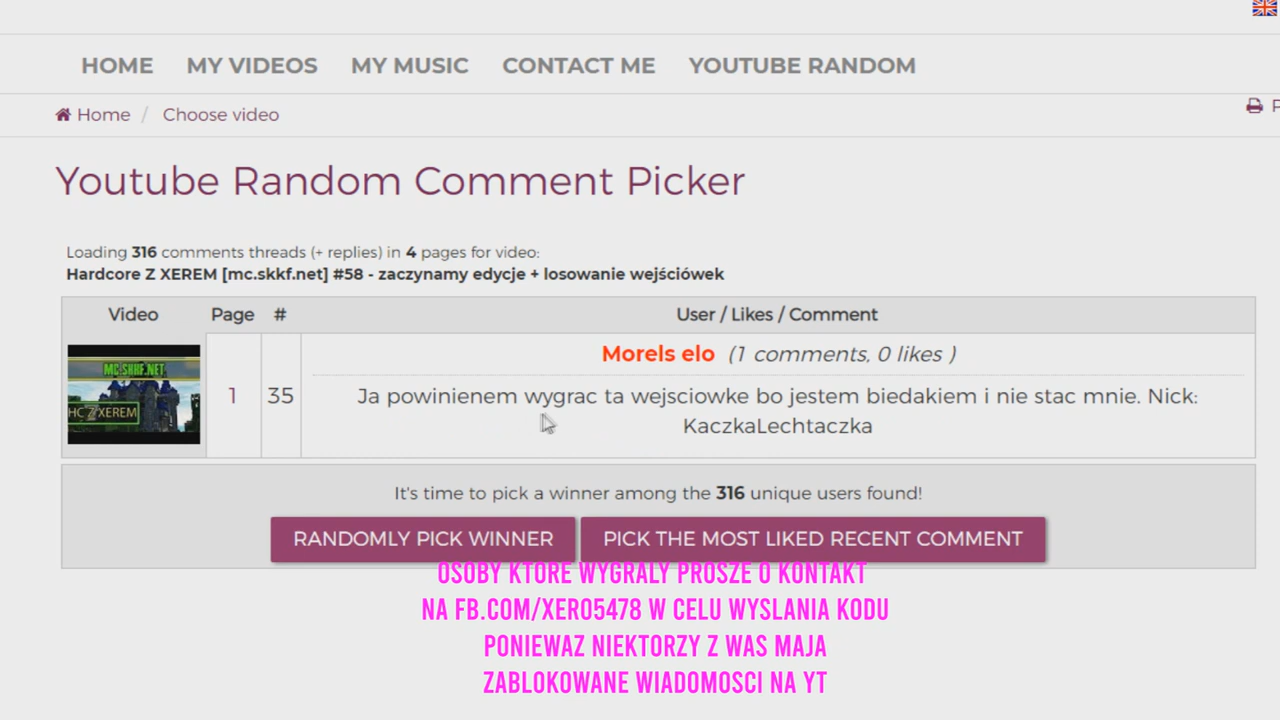 HOME MY VIDEOS MY MUSIC CONTACT ME YOUTUBE RANDOM
Home / Choose video
Youtube Random Comment Picker
Loading 316 comments threads (+ replies) in 4 pages for video:
Hardcore Z XEREM [mc.skkf.net] #58 - zaczynamy edycje + losowanie wejściówek
Video Page # User / Likes / Comment
MC.SKKF.NET
HC Z XEREM
1 35
Morels elo (1 comments, 0 likes )
Ja powinienem wygrac ta wejsciowke bo jestem biedakiem i nie stac mnie. Nick:
KaczkaLechtaczka
It's time to pick a winner among the 316 unique users found!
RANDOMLY PICK WINNER PICK THE MOST LIKED RECENT COMMENT
OSOBY KTORE WYGRALY PROSZE O KONTAKT
NA FB.COM/XERO5478 W CELU WYSLANIA KODU
PONIEWAZ NIEKTORZY Z WAS MAJA
ZABLOKOWANE WIADOMOSCI NA YT